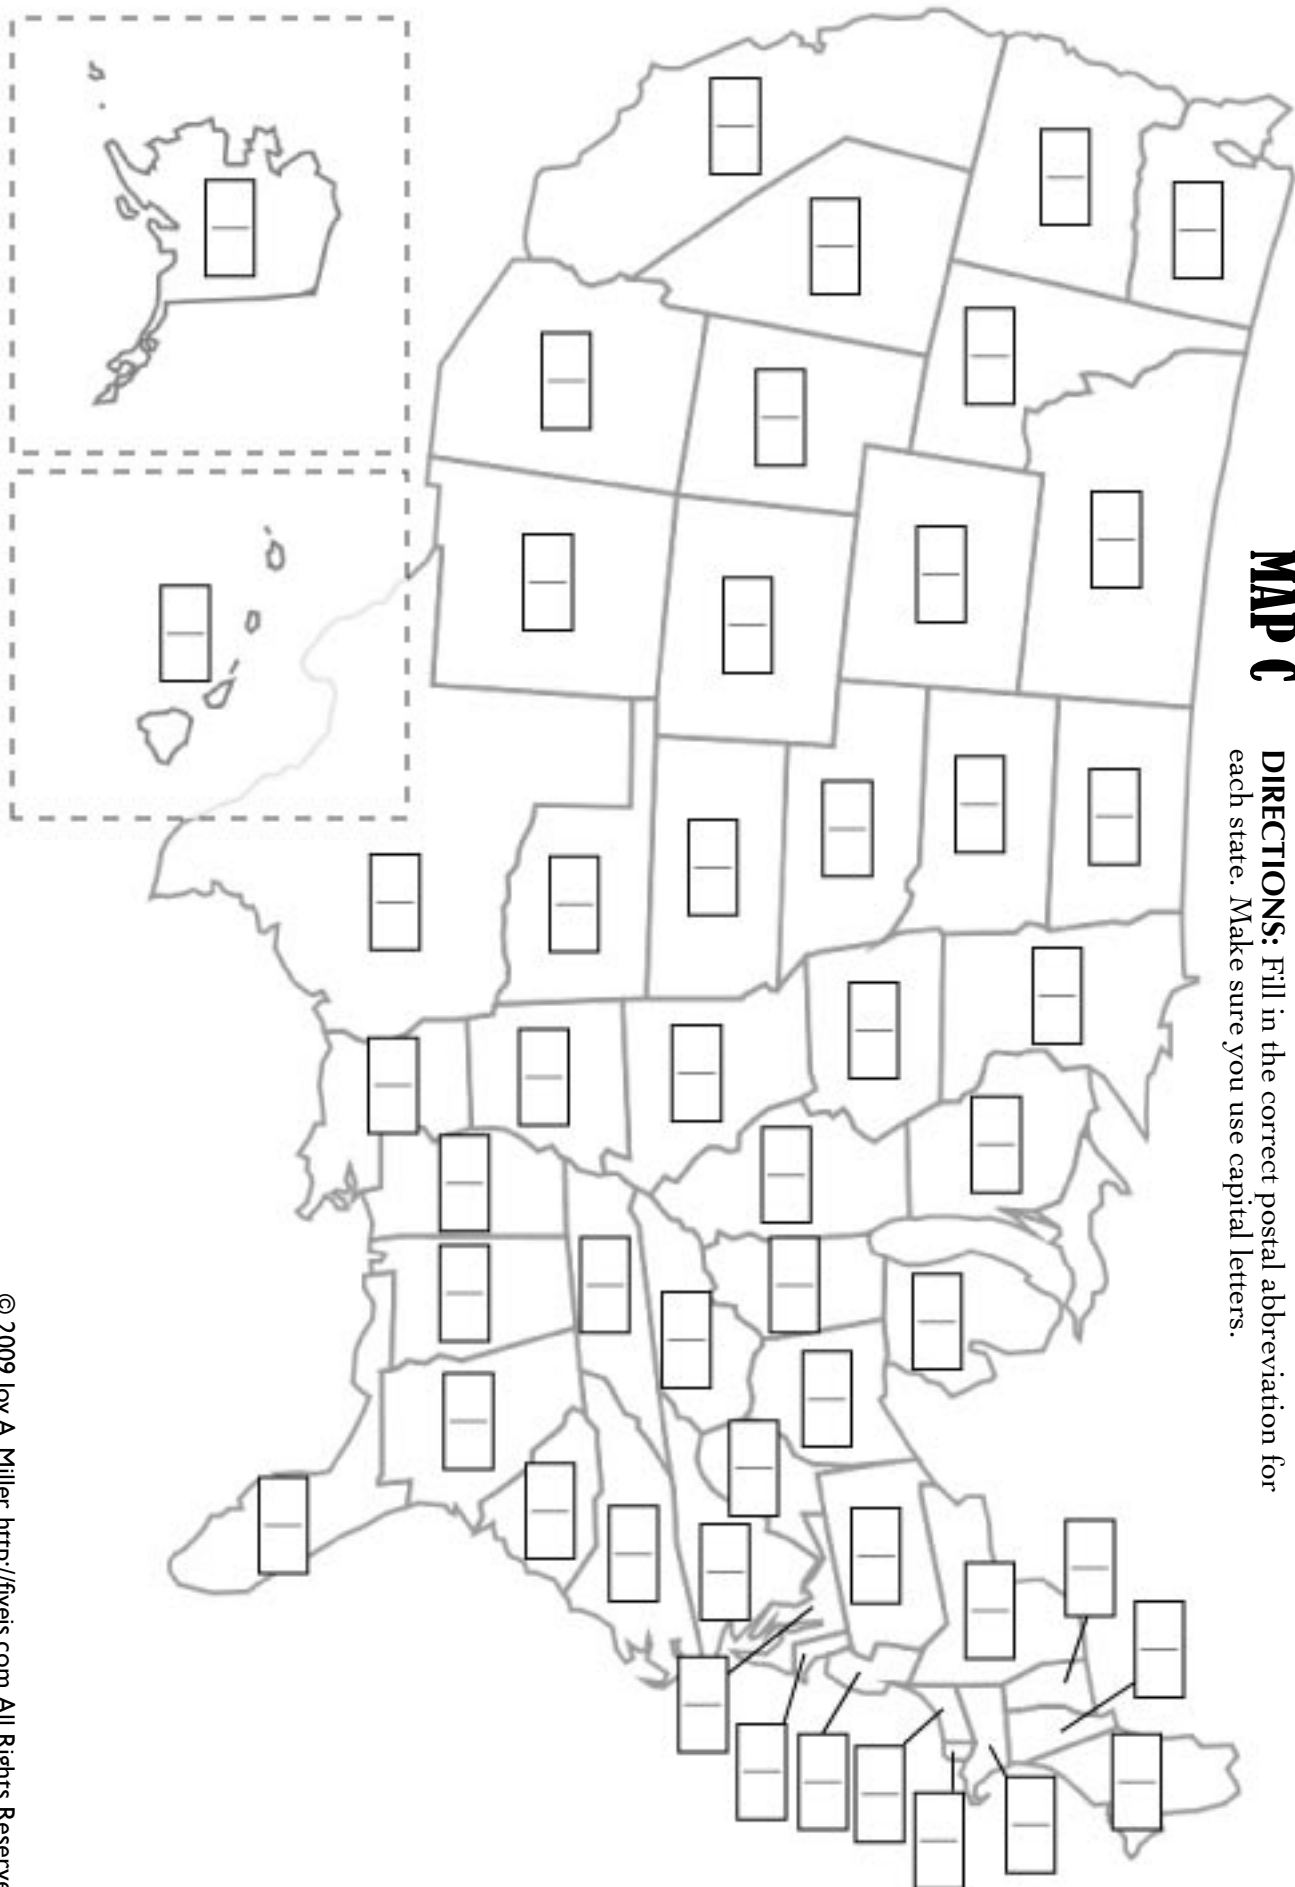 MAP C
DIRECTIONS: Fill in the correct postal abbreviation for
each state. Make sure you use capital letters.
© 2009 Joy A Miller http://fiveis.com All Rights